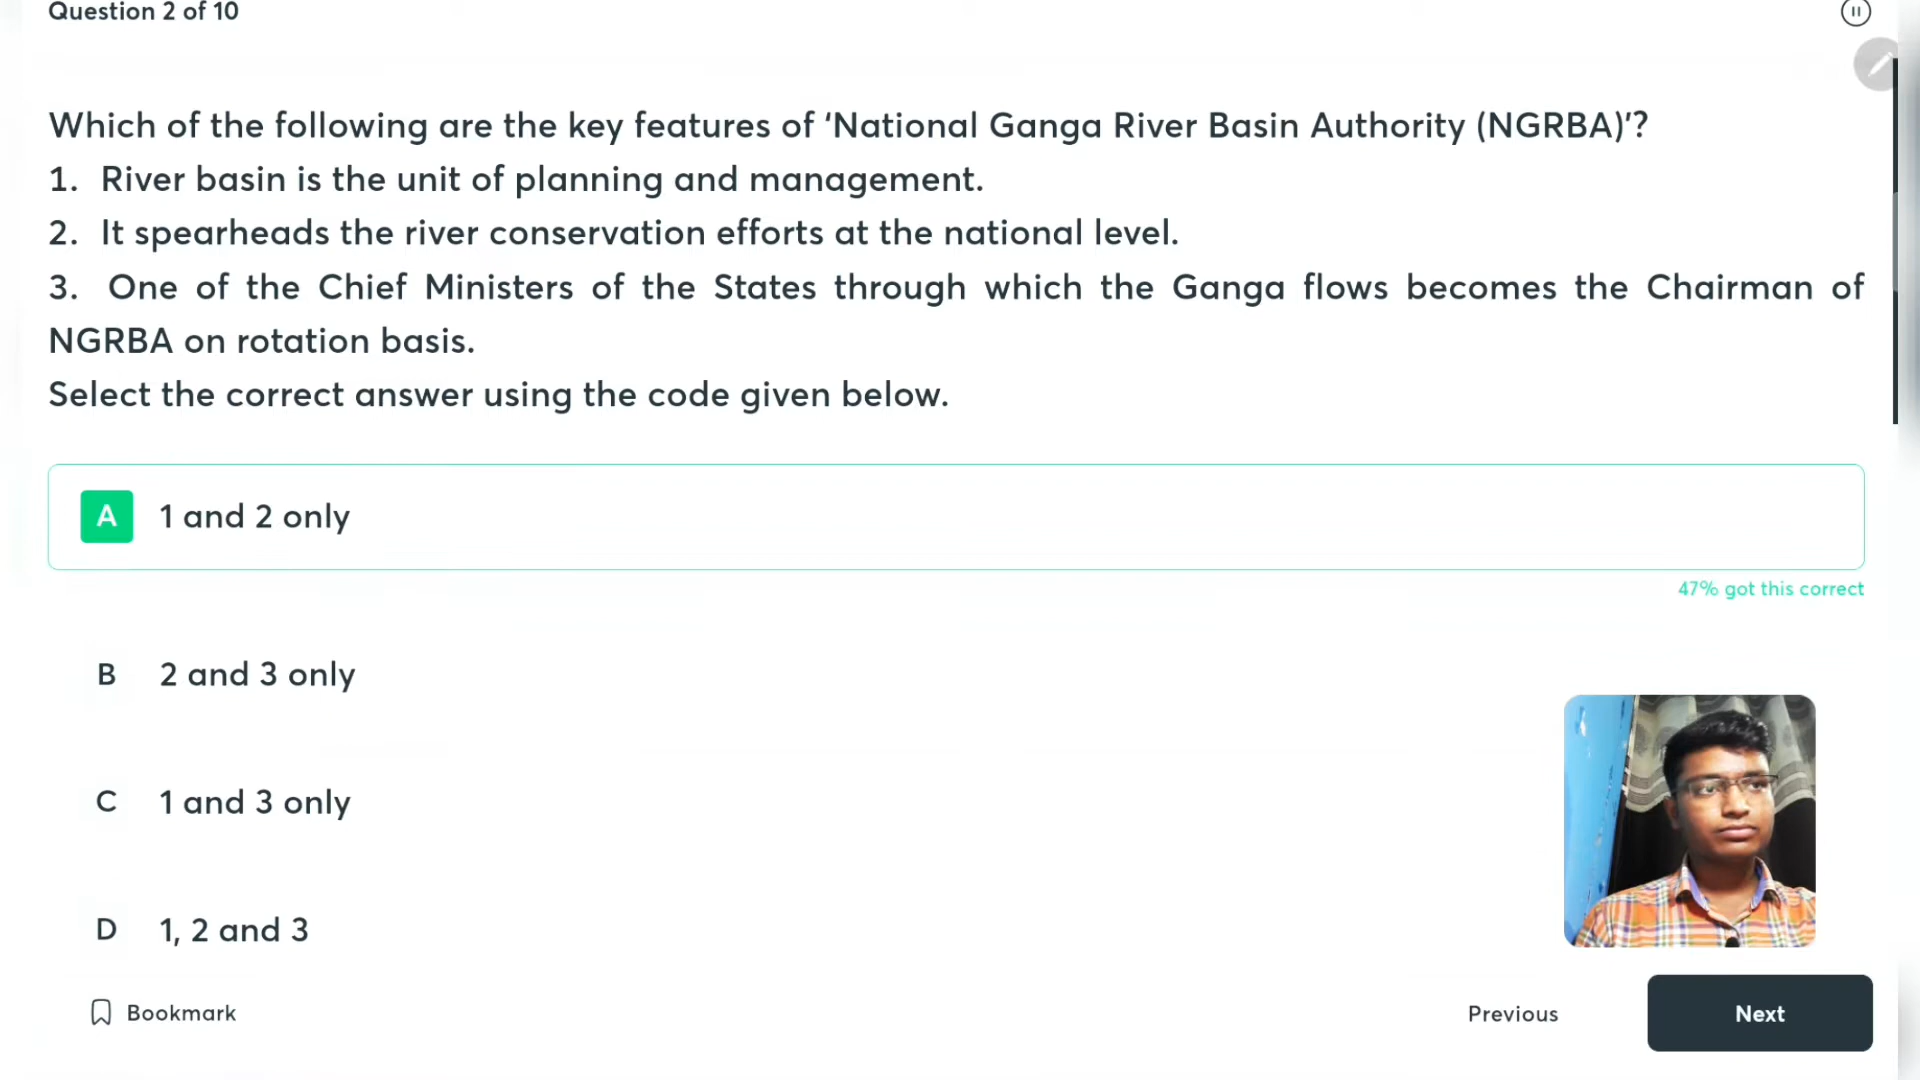 Question 2 of 10
Which of the following are the key features of ‘National Ganga River Basin Authority (NGRBA)’?
1. River basin is the unit of planning and management.
2. It spearheads the river conservation efforts at the national level.
3. One of the Chief Ministers of the States through which the Ganga flows becomes the Chairman of
NGRBA on rotation basis.
Select the correct answer using the code given below.
A 1 and 2 only
47% got this correct
B 2 and 3 only
C 1 and 3 only
D 1, 2 and 3
Bookmark
Previous
Next